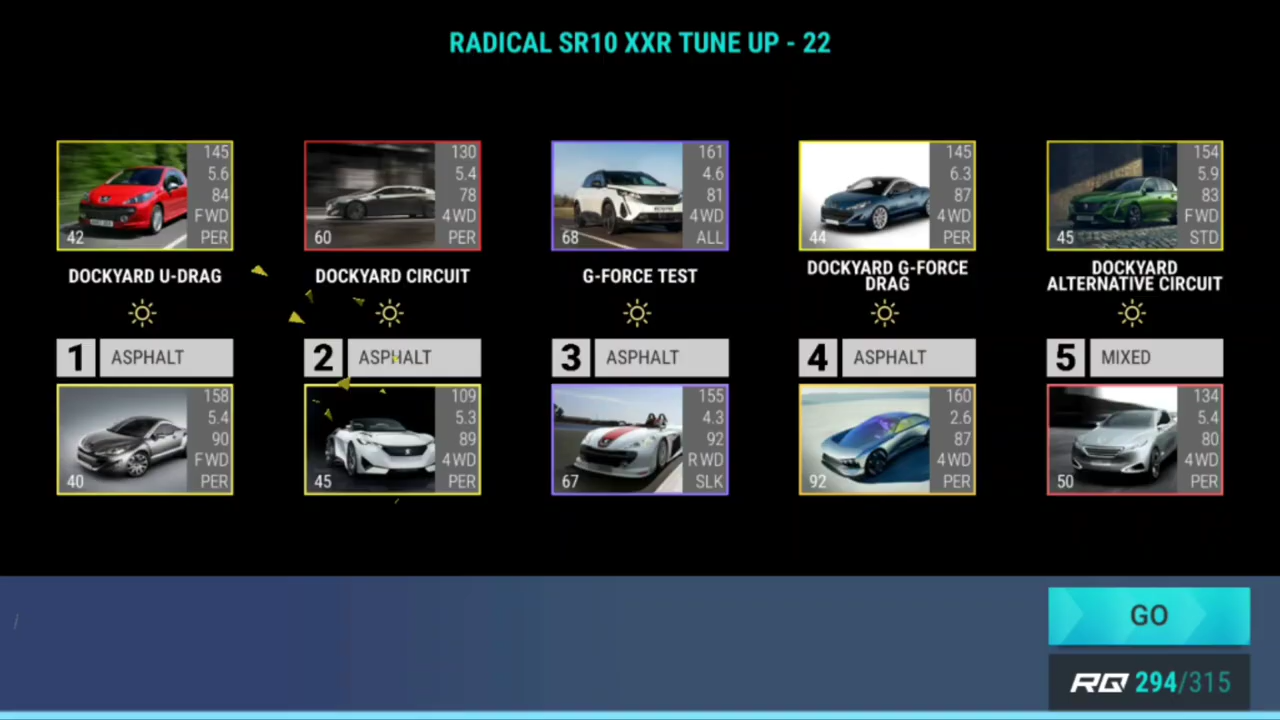 RADICAL SR10 XXR TUNE UP - 22
145
5.6
84
FWD
42 PER
130
5.4
78
4WD
60 PER
161
4.6
81
4WD
68 ALL
145
6.3
87
4WD
44 PER
154
5.9
83
FWD
45 STD
DOCKYARD U-DRAG
DOCKYARD CIRCUIT
G-FORCE TEST
DOCKYARD G-FORCE
DRAG
DOCKYARD
ALTERNATIVE CIRCUIT
1 ASPHALT
2 ASPHALT
3 ASPHALT
4 ASPHALT
5 MIXED
158
5.4
90
FWD
40 PER
109
5.3
89
4WD
45 PER
155
4.3
92
RWD
67 SLK
160
2.6
87
4WD
92 PER
134
5.4
80
4WD
50 PER
GO
RQ 294/315